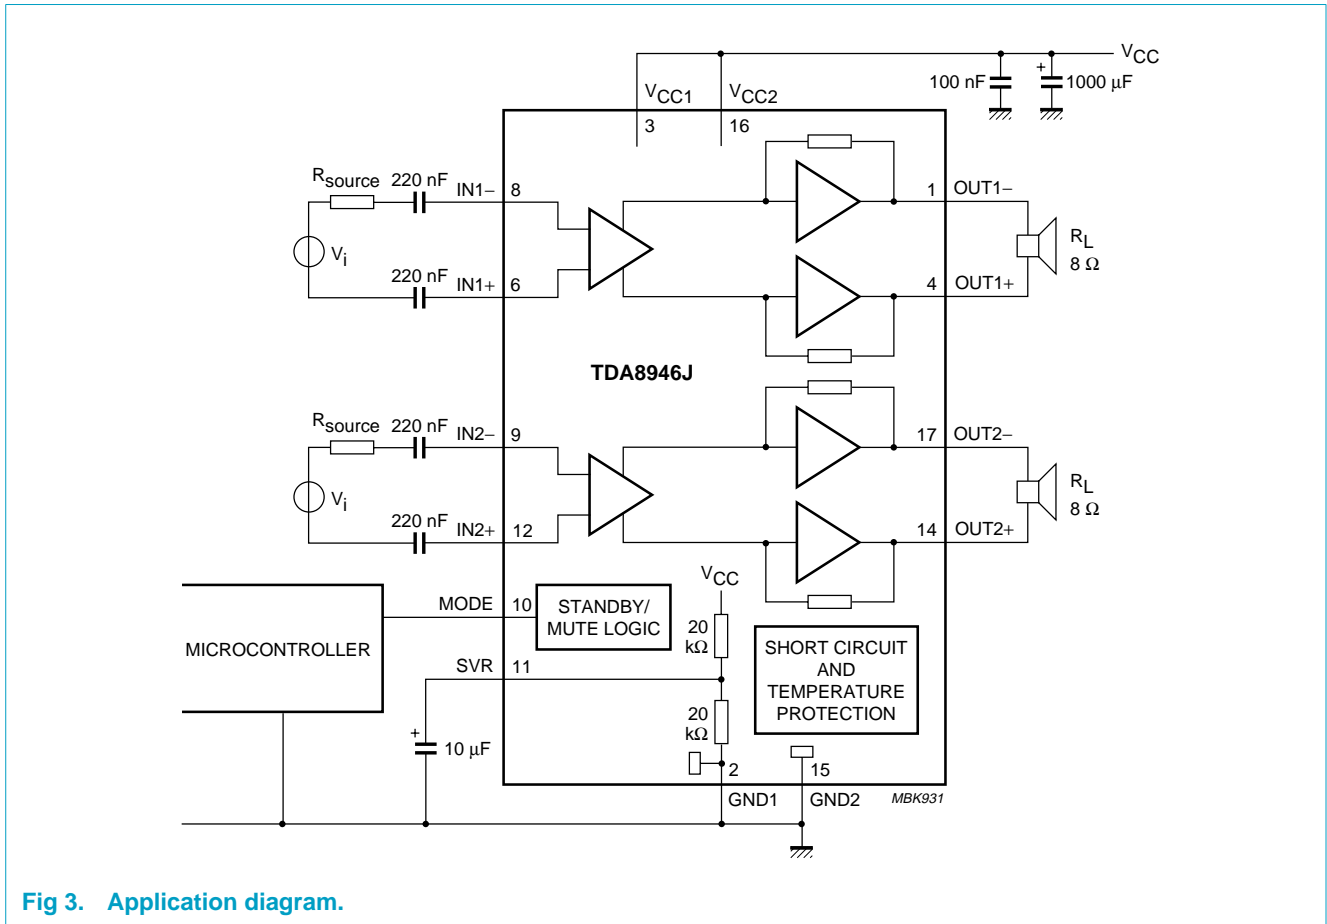 VCC
100 nF
+
1000 μF
VCC1
VCC2
3
16
Rsource
220 nF
IN1−
8
1
OUT1−
Vi
RL
8 Ω
220 nF
IN1+
6
4
OUT1+
TDA8946J
Rsource
220 nF
IN2−
9
17
OUT2−
Vi
RL
8 Ω
220 nF
IN2+
12
14
OUT2+
VCC
MODE
10
STANDBY/
MUTE LOGIC
20
kΩ
MICROCONTROLLER
SHORT CIRCUIT
AND
TEMPERATURE
PROTECTION
SVR
11
20
kΩ
+
10 μF
2
15
GND1
GND2
MBK931
Fig 3. Application diagram.